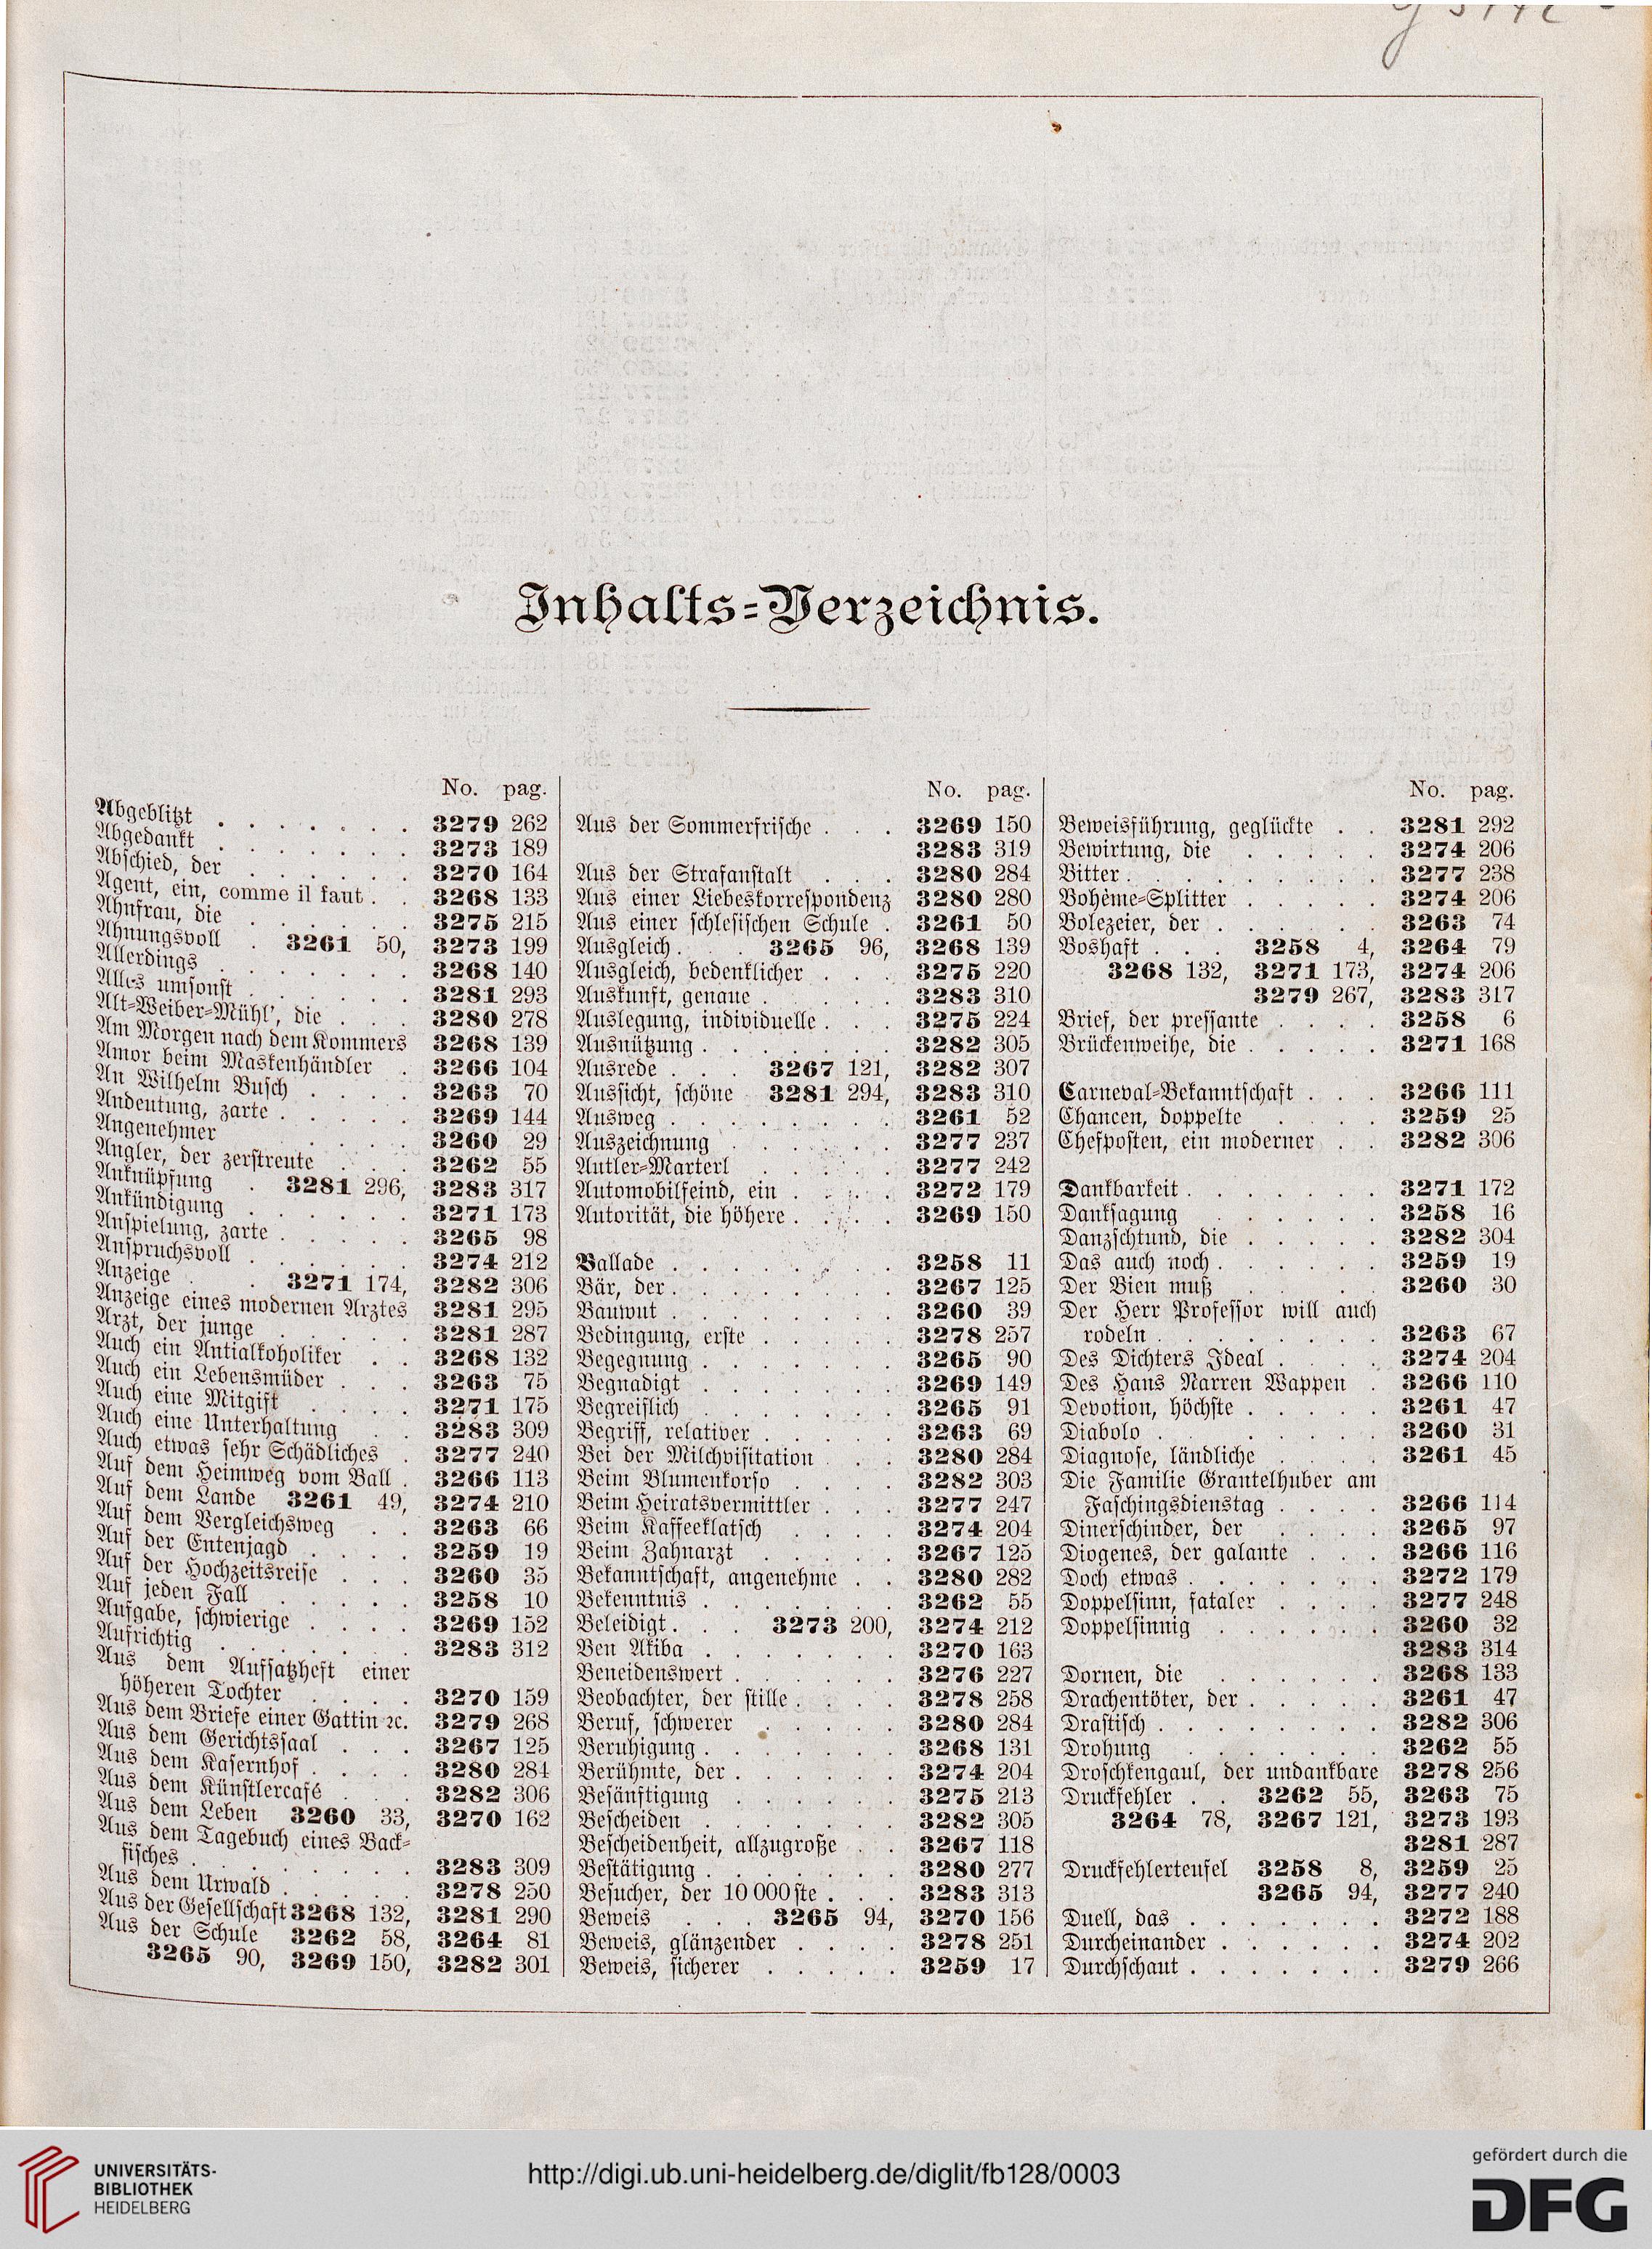 Inhalts=Verzeichnis.
No. pag.
Abgeblitzt . . . . . . . 3279 262
Abgedankt . . . . . . . 3273 189
Abschied, der . . . . . . 3270 164
Agent, ein, comme il faut . . 3268 133
Ahnfrau, die . . . . . . 3275 215
Ahnungsvoll . 3261 50, 3273 199
Allerdings . . . . . . . 3268 140
Alles umsonst . . . . . . 3281 293
Alt=Weiber=Mühl', die . . . 3280 278
Am Morgen nach dem Kommers 3268 139
Amor beim Maskenhändler . 3266 104
An Wilhelm Busch . . . . 3263 70
Andeutung, zarte . . . . . 3269 144
Angenehmer . . . . 3260 29
Angler, der zerstreute . . . 3262 55
Anknüpfung . 3281 296, 3283 317
Ankündigung . . . . . . 3271 173
Anspielung, zarte . . . . . 3265 98
Anspruchsvoll . . . . . . 3274 212
Anzeige . . 3271 174, 3282 306
Anzeige eines modernen Arztes 3281 295
Arzt, der junge . . . . . 3281 287
Auch ein Antialkoholiker . . 3268 132
Auch ein Lebensmüder . . . 3263 75
Auch eine Mitgift . . . . 3271 175
Auch eine Unterhaltung . . 3283 309
Auch etwas sehr Schädliches . 3277 240
Auf dem Heimweg vom Ball . 3266 113
Auf dem Lande 3261 49, 3274 210
Auf dem Vergleichsweg . . 3263 66
Auf der Entenjagd . . . . 3259 19
Auf der Hochzeitsreise . . . 3260 35
Auf jeden Fall . . . . . 3258 10
Aufgabe, schwierige . . . . 3269 152
Aufrichtig . . . . . . . 3283 312
Aus dem Aufsatzheft einer
höheren Tochter . . . . 3270 159
Aus dem Briefe einer Gattin ꝛc. 3279 268
Aus dem Gerichtssaal . . . 3267 125
Aus dem Kasernhof . . . . 3280 284
Aus dem Künstlercafé . . . 3282 306
Aus dem Leben 3260 33, 3270 162
Aus dem Tagebuch eines Back=
fisches . . . . . . . 3283 309
Aus dem Urwald . . . . . 3278 250
Aus der Gesellschaft 3268 132, 3281 290
Aus der Schule 3262 58, 3264 81
3265 90, 3269 150, 3282 301
No. pag.
Aus der Sommerfrische . . . 3269 150
3283 319
Aus der Strafanstalt . . . 3280 284
Aus einer Liebeskorrespondenz 3280 280
Aus einer schlesischen Schule . 3261 50
Ausgleich . . 3265 96, 3268 139
Ausgleich, bedenklicher . . . 3275 220
Auskunft, genaue . . . . . 3283 310
Auslegung, individuelle . . . 3275 224
Ausnützung . . . . . . . 3282 305
Ausrede . . . 3267 121, 3282 307
Aussicht, schöne 3281 294, 3283 310
Ausweg . . . . . . . . 3261 52
Auszeichnung . . . . . . 3277 237
Autler=Marterl . . . . . 3277 242
Automobilfeind, ein . . . . 3272 179
Autorität, die höhere . . . . 3269 150
Ballade . . . . . . . . 3258 11
Bär, der . . . . . . . . 3267 125
Bauwut . . . . . . . . 3260 39
Bedingung, erste . . . . . 3278 257
Begegnung . . . . . . . 3265 90
Begnadigt . . . . . . . 3269 149
Begreiflich . . . . . . . 3265 91
Begriff, relativer . . . . . 3263 69
Bei der Milchvisitation . . . 3280 284
Beim Blumenkorso . . . . 3282 303
Beim Heiratsvermittler . . . 3277 247
Beim Kaffeeklatsch . . . . 3274 204
Beim Zahnarzt . . . . . 3267 125
Bekanntschaft, angenehme . . 3280 282
Bekenntnis . . . . . . . 3262 55
Beleidigt . . . 3273 200, 3274 212
Ben Akiba . . . . . . . 3270 163
Beneidenswert . . . . . . 3276 227
Beobachter, der stille . . . . 3278 258
Beruf, schwerer . . . . . 3280 284
Beruhigung . . . . . . . 3268 131
Berühmte, der . . . . . . 3274 204
Besänftigung . . . . . . 3275 213
Bescheiden . . . . . . . 3282 305
Bescheidenheit, allzugroße . . 3267 118
Bestätigung . . . . . . . 3280 277
Besucher, der 10 000 ste . . . 3283 313
Beweis . . . 3265 94, 3270 156
Beweis, glänzender . . . . 3278 251
Beweis, sicherer . . . . . 3259 17
No. pag.
Beweisführung, geglückte . . 3281 292
Bewirtung, die . . . . . 3274 206
Bitter . . . . . . . . . 3277 238
Bohème=Splitter . . . . . 3274 206
Bolezeier, der . . . . . . 3263 74
Boshaft . . . 3258 4, 3264 79
3268 132, 3271 173, 3274 206
3279 267, 3283 317
Brief, der pressante . . . . 3258 6
Brückenweihe, die . . . . . 3271 168
Carneval=Bekanntschaft . . . 3266 111
Chancen, doppelte . . . . 3259 25
Chefposten, ein moderner . . 3282 306
Dankbarkeit . . . . . . . 3271 172
Danksagung . . . . . . 3258 16
Danzschtund, die . . . . . 3282 304
Das auch noch . . . . . . 3259 19
Der Bien muß . . . . . 3260 30
Der Herr Professor will auch
rodeln . . . . . . . . 3263 67
Des Dichters Ideal . . . . 3274 204
Des Hans Narren Wappen . 3266 110
Devotion, höchste . . . . . 3261 47
Diabolo . . . . . . . 3260 31
Diagnose, ländliche . . . . 3261 45
Die Familie Grantelhuber am
Faschingsdienstag . . . . 3266 114
Dinerschinder, der . . . . 3265 97
Diogenes, der galante . . . 3266 116
Doch etwas . . . . . . . 3272 179
Doppelsinn, fataler . . . . 3277 248
Doppelsinnig . . . . . . 3260 32
3283 314
Dornen, die . . . . . . 3268 133
Drachentöter, der . . . . . 3261 47
Drastisch . . . . . . . . 3282 306
Drohung . . . . . . . 3262 55
Droschkengaul, der undankbare 3278 256
Druckfehler . . 3262 55, 3263 75
3264 78, 3267 121, 3273 193
3281 287
Druckfehlerteufel 3258 8, 3259 25
3265 94, 3277 240
Duell, das . . . . . . . 3272 188
Durcheinander . . . . . . 3274 202
Durchschaut . . . . . . . 3279 266
UNIVERSITÄTS-
BIBLIOTHEK
HEIDELBERG
http://digi.ub.uni-heidelberg.de/diglit/fb128/0003
gefördert durch die
DFG